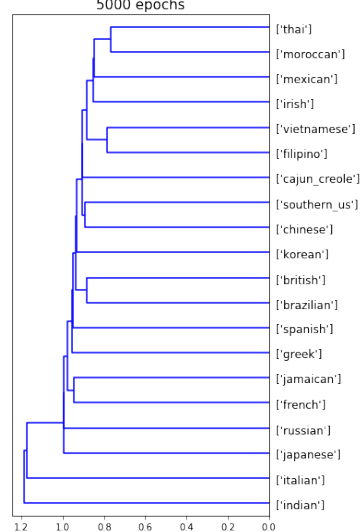 5000 epochs
['thai']
['moroccan']
['mexican']
['irish']
['vietnamese']
['filipino']
['cajun_creole']
['southern_us']
['chinese']
['korean']
['british']
['brazilian']
['spanish']
['greek']
['jamaican']
['french']
['russian']
['japanese']
['italian']
['indian']
1.2 1.0 0.8 0.6 0.4 0.2 0.0